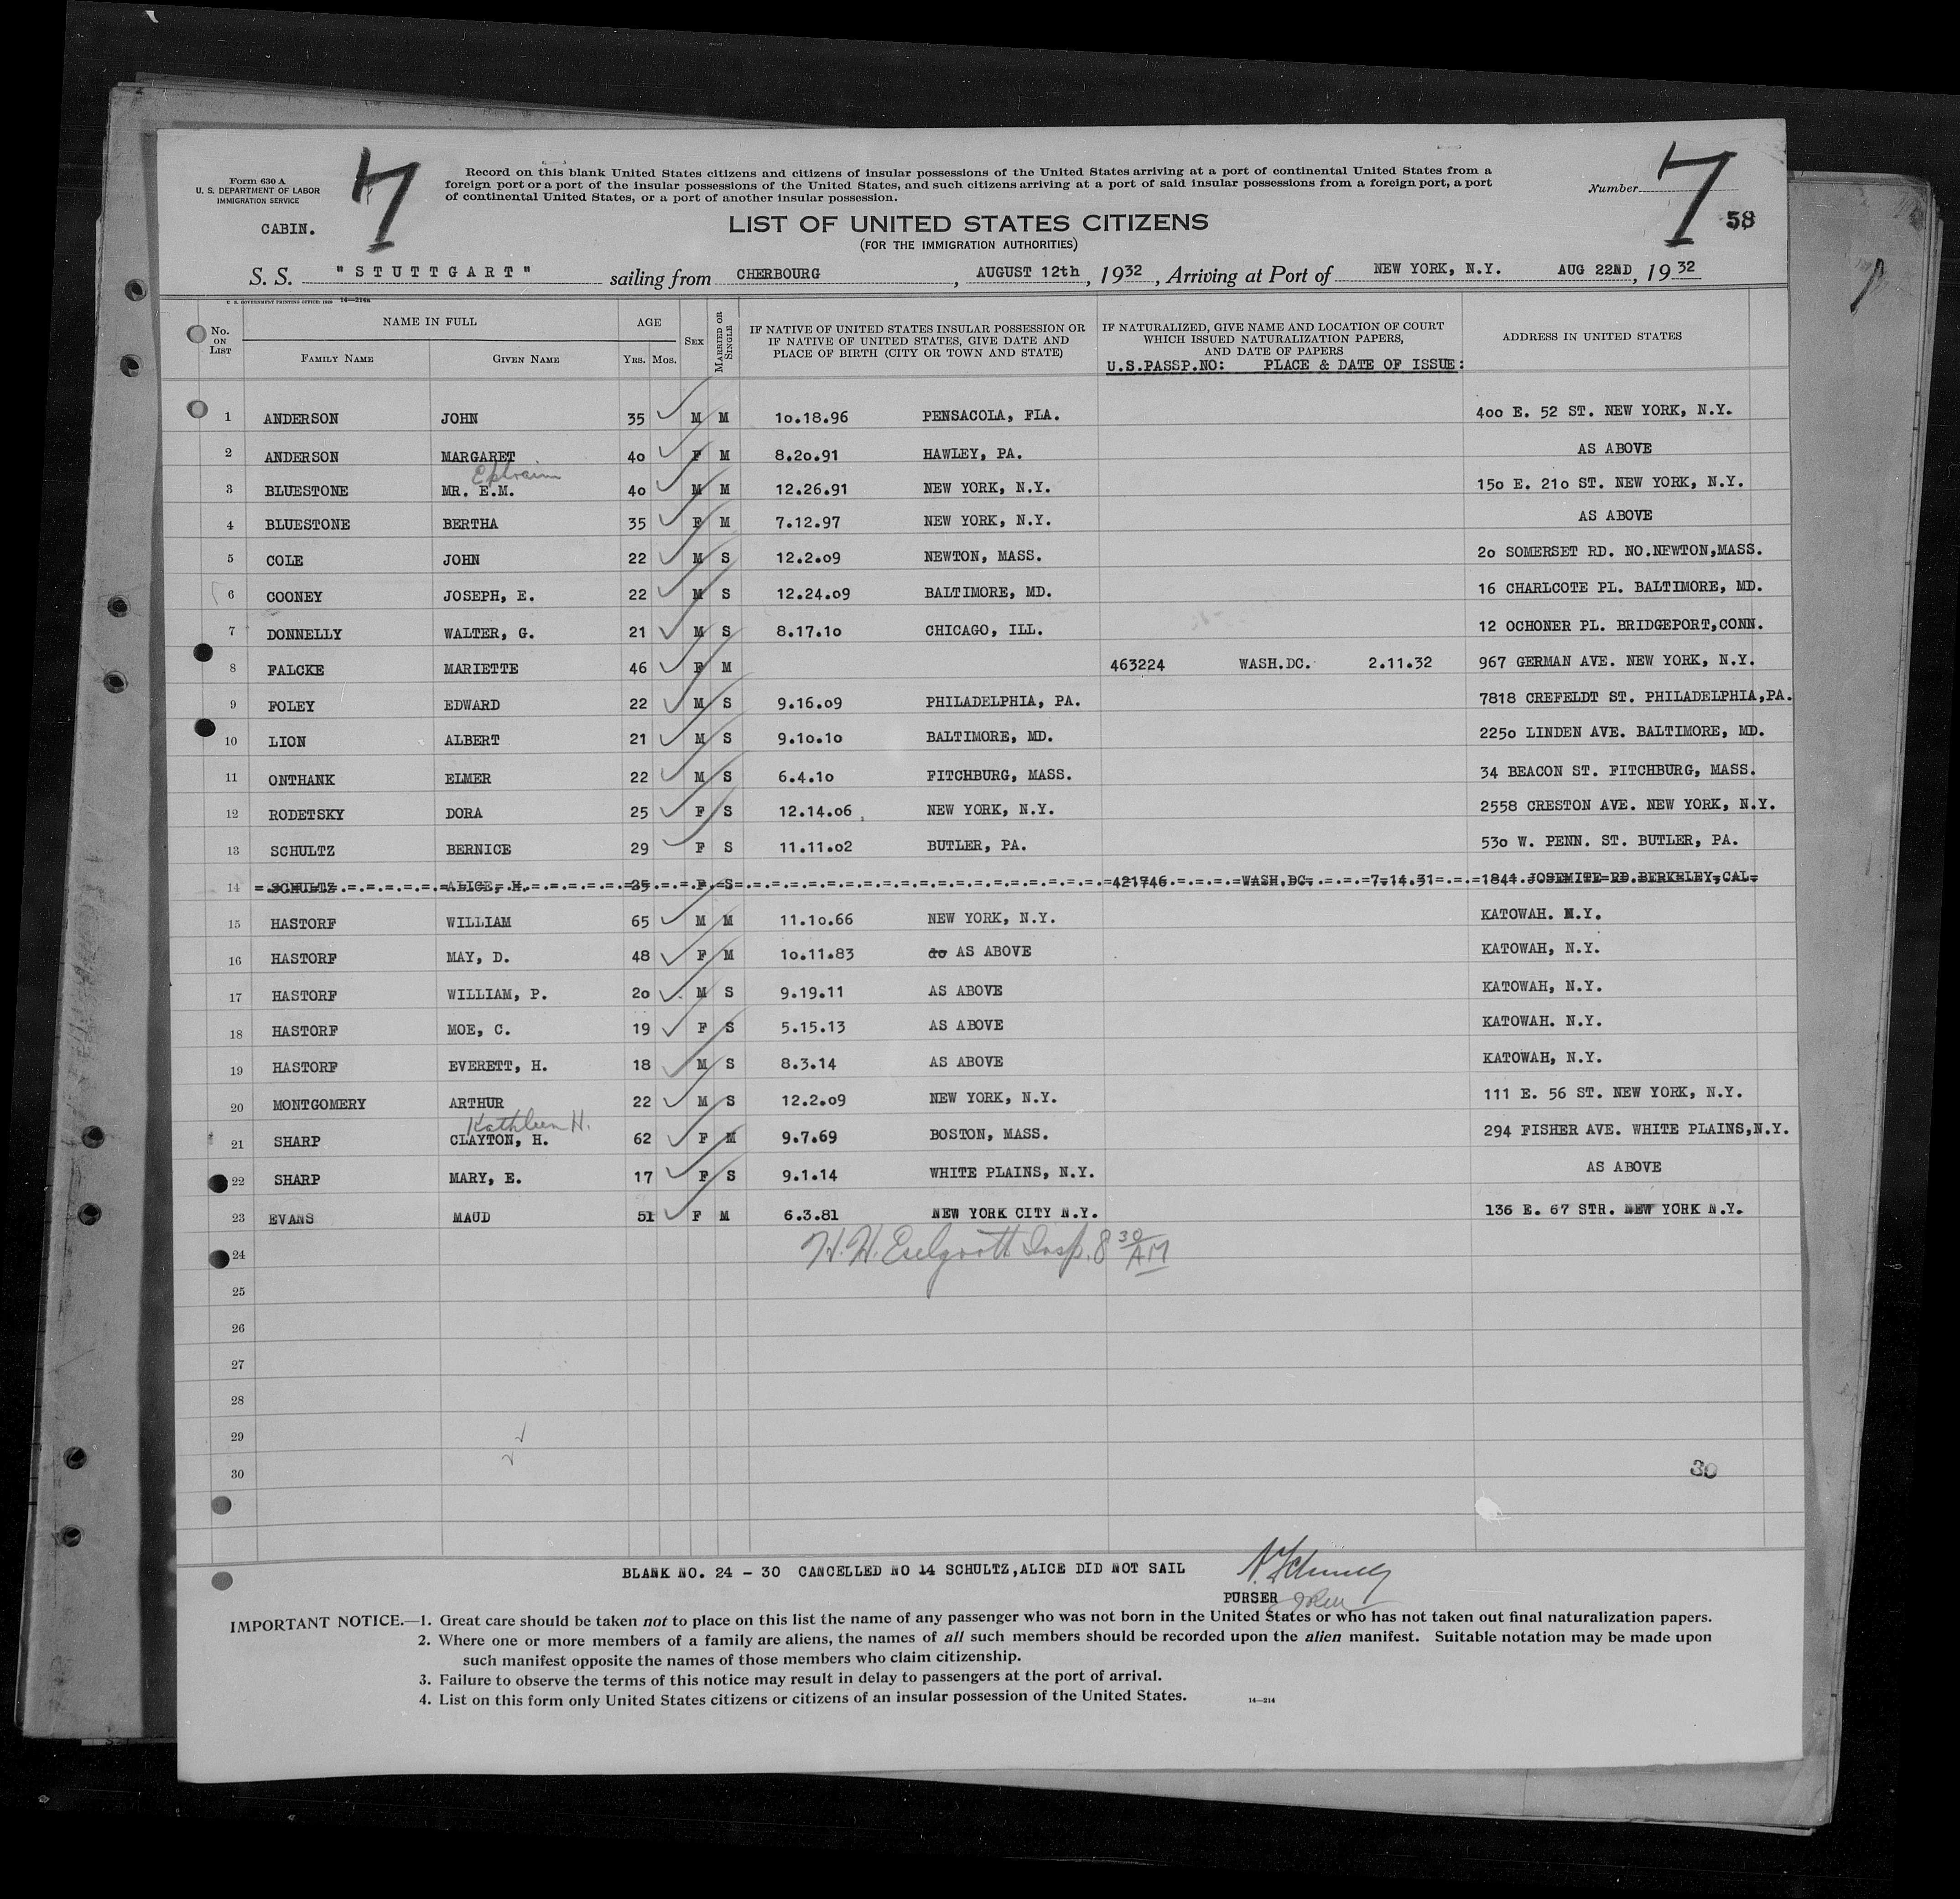 Form 630 A
U. S. DEPARTMENT OF LABOR
IMMIGRATION SERVICE
CABIN.
7
Record on this blank United States citizens and citizens of insular possessions of the United States arriving at a port of continental United States from a
foreign port or a port of the insular possessions of the United States, and such citizens arriving at a port of said insular possessions from a foreign port, a port
of continental United States, or a port of another insular possession.
Number 7
58
LIST OF UNITED STATES CITIZENS
(FOR THE IMMIGRATION AUTHORITIES)
S. S. "STUTTGART" sailing from CHERBOURG, AUGUST 12th, 1932, Arriving at Port of NEW YORK, N.Y. AUG 22ND, 1932
U. S. GOVERNMENT PRINTING OFFICE: 1929 14—214a
No. ON LIST
NAME IN FULL
FAMILY NAME GIVEN NAME
AGE
YRS. MOS.
SEX
MARRIED OR SINGLE
IF NATIVE OF UNITED STATES INSULAR POSSESSION OR
IF NATIVE OF UNITED STATES, GIVE DATE AND
PLACE OF BIRTH (CITY OR TOWN AND STATE)
IF NATURALIZED, GIVE NAME AND LOCATION OF COURT
WHICH ISSUED NATURALIZATION PAPERS,
AND DATE OF PAPERS
U.S.PASSP.NO: PLACE & DATE OF ISSUE:
ADDRESS IN UNITED STATES
1 ANDERSON JOHN 35 M M 10.18.96 PENSACOLA, FLA. 400 E. 52 ST. NEW YORK, N.Y.
2 ANDERSON MARGARET 40 F M 8.20.91 HAWLEY, PA. AS ABOVE
Ephraim
3 BLUESTONE MR. E.M. 40 M M 12.26.91 NEW YORK, N.Y. 150 E. 210 ST. NEW YORK, N.Y.
4 BLUESTONE BERTHA 35 F M 7.12.97 NEW YORK, N.Y. AS ABOVE
5 COLE JOHN 22 M S 12.2.09 NEWTON, MASS. 20 SOMERSET RD. NO.NEWTON,MASS.
6 COONEY JOSEPH, E. 22 M S 12.24.09 BALTIMORE, MD. 16 CHARLCOTE PL. BALTIMORE, MD.
7 DONNELLY WALTER, G. 21 M S 8.17.10 CHICAGO, ILL. 12 OCHONER PL. BRIDGEPORT,CONN.
8 FALCKE MARIETTE 46 F M 463224 WASH.DC. 2.11.32 967 GERMAN AVE. NEW YORK, N.Y.
9 FOLEY EDWARD 22 M S 9.16.09 PHILADELPHIA, PA. 7818 CREFELDT ST. PHILADELPHIA,PA.
10 LION ALBERT 21 M S 9.10.10 BALTIMORE, MD. 2250 LINDEN AVE. BALTIMORE, MD.
11 ONTHANK ELMER 22 M S 6.4.10 FITCHBURG, MASS. 34 BEACON ST. FITCHBURG, MASS.
12 RODETSKY DORA 25 F S 12.14.06 NEW YORK, N.Y. 2558 CRESTON AVE. NEW YORK, N.Y.
13 SCHULTZ BERNICE 29 F S 11.11.02 BUTLER, PA. 530 W. PENN. ST. BUTLER, PA.
14 SCHULTZ ALICE, H. 25 F S 421746 WASH.DC. 7.14.31 1844 JOSEMITE RD.BERKELEY,CAL.
15 HASTORF WILLIAM 65 M M 11.10.66 NEW YORK, N.Y. KATOWAH. N.Y.
16 HASTORF MAY, D. 48 F M 10.11.83 do AS ABOVE KATOWAH, N.Y.
17 HASTORF WILLIAM, P. 20 M S 9.19.11 AS ABOVE KATOWAH, N.Y.
18 HASTORF MOE, C. 19 F S 5.15.13 AS ABOVE KATOWAH. N.Y.
19 HASTORF EVERETT, H. 18 M S 8.3.14 AS ABOVE KATOWAH, N.Y.
20 MONTGOMERY ARTHUR 22 M S 12.2.09 NEW YORK, N.Y. 111 E. 56 ST. NEW YORK, N.Y.
Kathleen H.
21 SHARP CLAYTON, H. 62 F M 9.7.69 BOSTON, MASS. 294 FISHER AVE. WHITE PLAINS,N.Y.
22 SHARP MARY, E. 17 F S 9.1.14 WHITE PLAINS, N.Y. AS ABOVE
23 EVANS MAUD 51 F M 6.3.81 NEW YORK CITY N.Y. 136 E. 67 STR. NEW YORK N.Y.
24 H. H. Insp. 8 30 AM
25
26
27
28
29
30 30
BLANK NO. 24 - 30 CANCELLED NO 14 SCHULTZ,ALICE DID NOT SAIL
PURSER
IMPORTANT NOTICE.—1. Great care should be taken not to place on this list the name of any passenger who was not born in the United States or who has not taken out final naturalization papers.
2. Where one or more members of a family are aliens, the names of all such members should be recorded upon the alien manifest. Suitable notation may be made upon
such manifest opposite the names of those members who claim citizenship.
3. Failure to observe the terms of this notice may result in delay to passengers at the port of arrival.
4. List on this form only United States citizens or citizens of an insular possession of the United States.
14—214